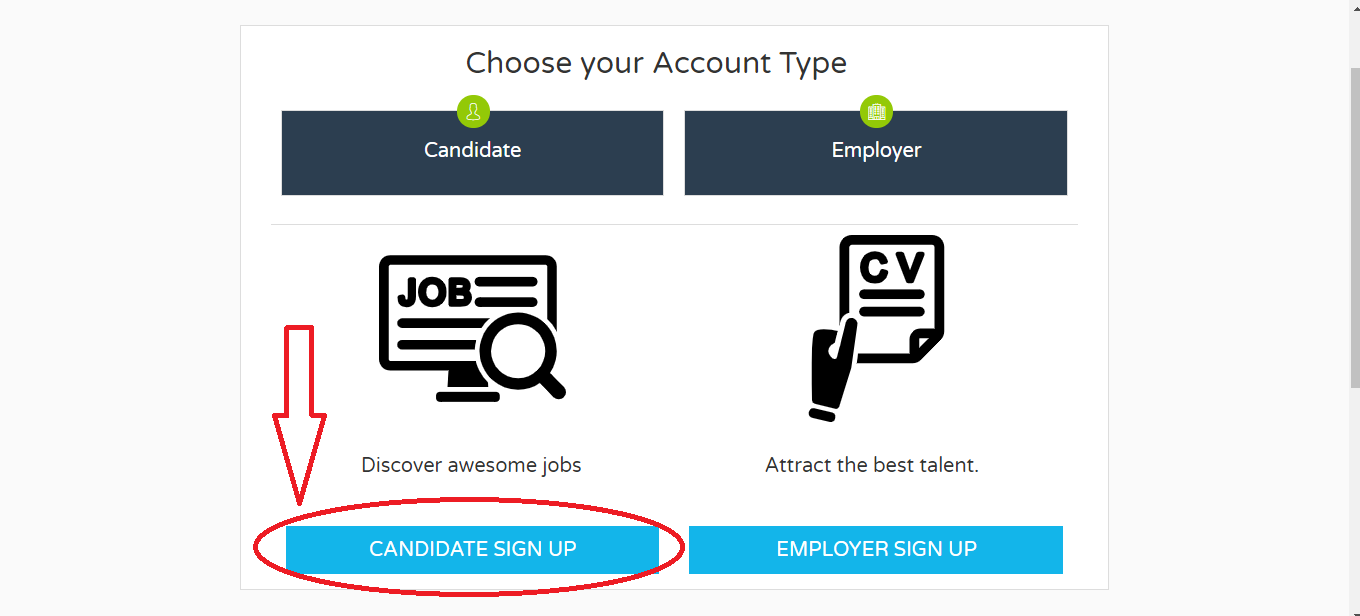 Choose your Account Type
Candidate
Employer
JOB
CV
Discover awesome jobs
Attract the best talent.
CANDIDATE SIGN UP
EMPLOYER SIGN UP